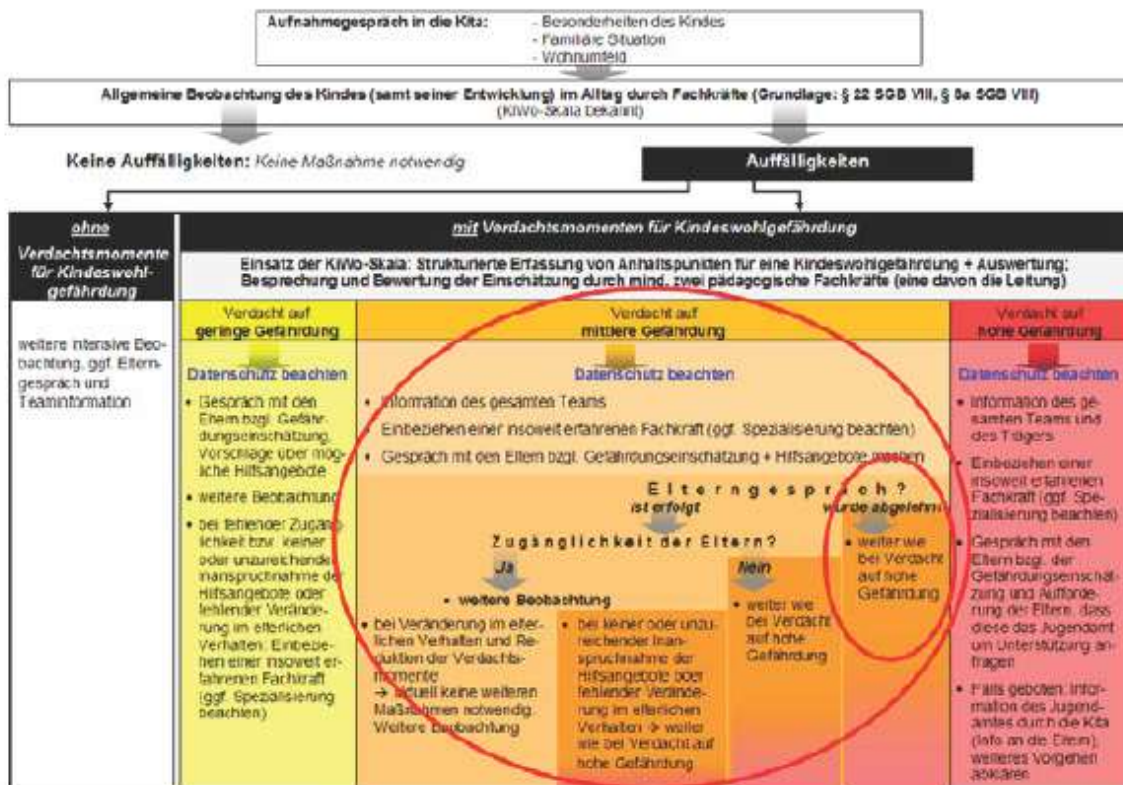 Aufnahmegespräch in die Kita:
- Besonderheiten des Kindes
- Familiäre Situation
- Wohnumfeld
Allgemeine Beobachtung des Kindes (samt seiner Entwicklung) im Alltag durch Fachkräfte (Grundlage: § 22 SGB VIII, § 8a SGB VIII)
(KiWo-Skala bekannt)
Keine Auffälligkeiten: Keine Maßnahme notwendig
Auffälligkeiten
ohne
Verdachtsmomente
für Kindeswohl-
gefährdung
weitere intensive Beo-
bachtung, ggf. Eltern-
gespräch und
Teaminformation
mit Verdachtsmomenten für Kindeswohlgefährdung
Einsatz der KiWo-Skala: Strukturierte Erfassung von Anhaltspunkten für eine Kindeswohlgefährdung + Auswertung;
Besprechung und Bewertung der Einschätzung durch mind. zwei pädagogische Fachkräfte (eine davon die Leitung)
Verdacht auf
geringe Gefährdung
Datenschutz beachten
• Gespräch mit den
Eltern bzgl. Gefähr-
dungseinschätzung,
Vorschläge über mög-
liche Hilfsangebote
• weitere Beobachtung
• bei fehlender Zugäng-
lichkeit bzw. keiner
oder unzureichender
Inanspruchnahme der
Hilfsangebote oder
fehlender Verände-
rung im elterlichen
Verhalten: Einbezie-
hen einer insoweit er-
fahrenen Fachkraft
(ggf. Spezialisierung
beachten)
Verdacht auf
mittlere Gefährdung
Datenschutz beachten
• Information des gesamten Teams
• Einbeziehen einer insoweit erfahrenen Fachkraft (ggf. Spezialisierung beachten)
• Gespräch mit den Eltern bzgl. Gefährdungseinschätzung + Hilfsangebote machen
Elterngespräch?
ist erfolgt
wurde abgelehnt
Zugänglichkeit der Eltern?
Ja
Nein
• weitere Beobachtung
• bei Veränderung im elter-
lichen Verhalten und Re-
duktion der Verdachts-
momente
→ aktuell keine weiteren
Maßnahmen notwendig.
Weitere Beobachtung
• bei keiner oder unzu-
reichender Inan-
spruchnahme der
Hilfsangebote oder
fehlender Verände-
rung im elterlichen
Verhalten → weiter
wie bei Verdacht auf
hohe Gefährdung
• weiter wie
bei Verdacht
auf hohe
Gefährdung
• weiter wie
bei Verdacht
auf hohe
Gefährdung
Verdacht auf
hohe Gefährdung
Datenschutz beachten
• Information des ge-
samten Teams und
des Trägers
• Einbeziehen einer
insoweit erfahrenen
Fachkraft (ggf. Spe-
zialisierung beachten)
• Gespräch mit den
Eltern bzgl. der
Gefährdungseinschät-
zung und Aufforde-
rung der Eltern, dass
diese das Jugendamt
um Unterstützung an-
fragen
• Falls geboten: Infor-
mation des Jugend-
amtes durch die Kita
(Info an die Eltern);
weiteres Vorgehen
abklären